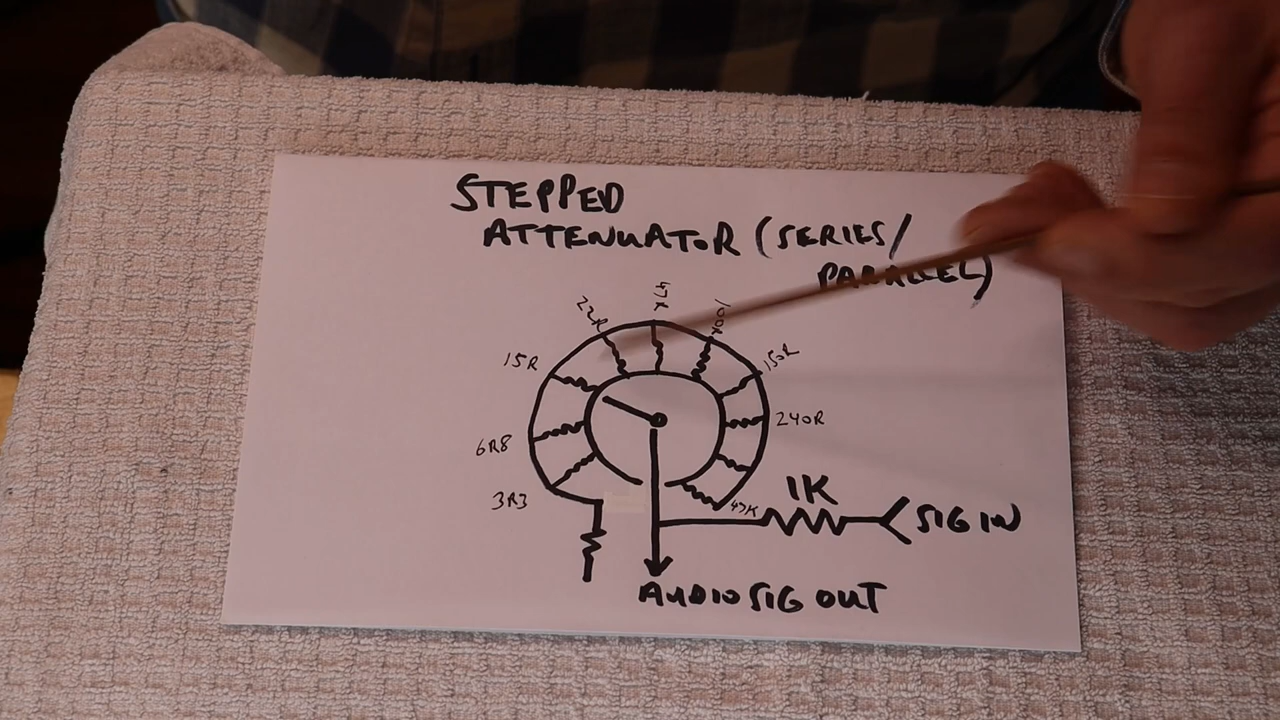 STEPPED
ATTENUATOR (SERIES/
PARALLEL)
22R
47R
100R
15R
150R
6R8
240R
3R3
1K
47K
SIG IN
AUDIO SIG OUT